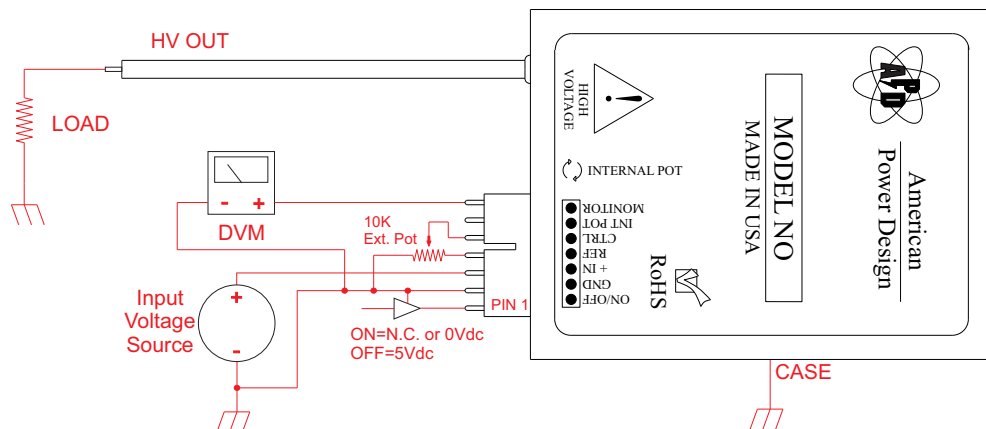 HV OUT
LOAD
DVM
- +
10K
Ext. Pot
Input
Voltage
Source
+
-
ON=N.C. or 0Vdc
OFF=5Vdc
PIN 1
CASE
!
HIGH
VOLTAGE
INTERNAL POT
MONITOR
INT POT
CTRL
REF
+ IN
GND
ON/OFF
RoHS
MODEL NO
MADE IN USA
APD
American
Power Design